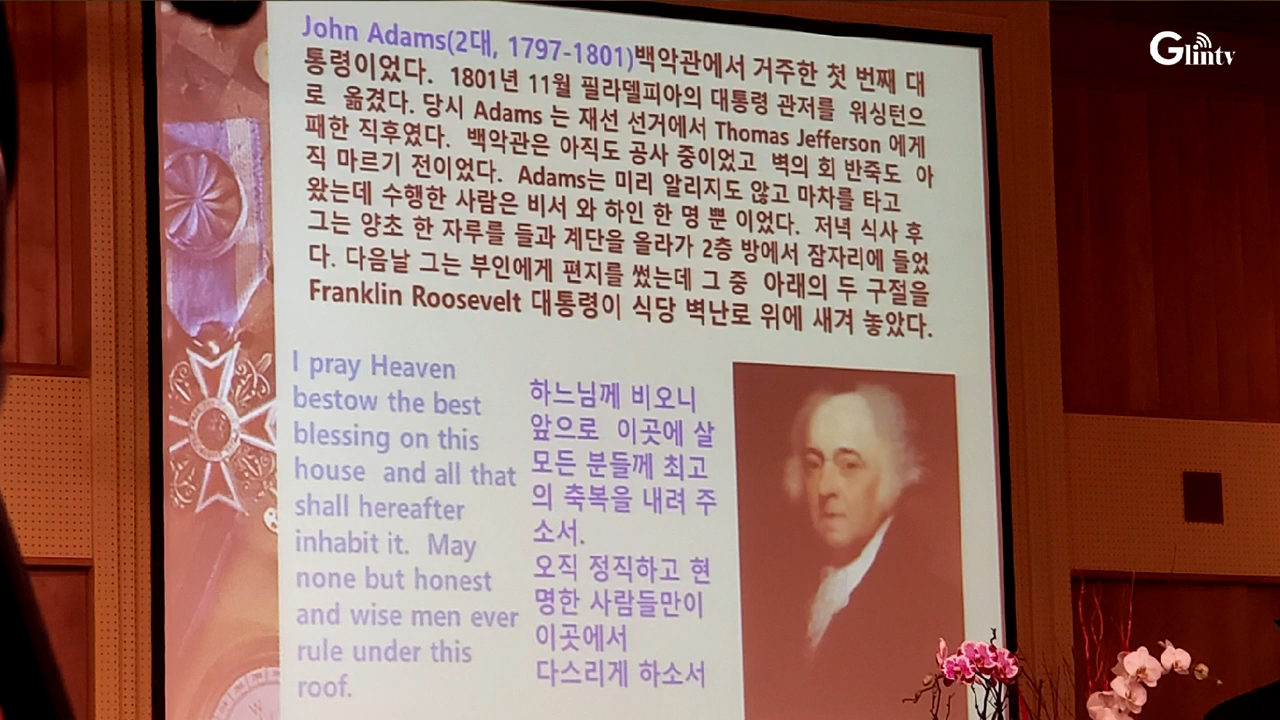 Glintv
John Adams(2대, 1797-1801)백악관에서 거주한 첫 번째 대
통령이었다. 1801년 11월 필라델피아의 대통령 관저를 워싱턴으
로 옮겼다. 당시 Adams 는 재선 선거에서 Thomas Jefferson 에게
패한 직후였다. 백악관은 아직도 공사 중이었고 벽의 회 반죽도 아
직 마르기 전이었다. Adams는 미리 알리지도 않고 마차를 타고
왔는데 수행한 사람은 비서 와 하인 한 명 뿐 이었다. 저녁 식사 후
그는 양초 한 자루를 들과 계단을 올라가 2층 방에서 잠자리에 들었
다. 다음날 그는 부인에게 편지를 썼는데 그 중 아래의 두 구절을
Franklin Roosevelt 대통령이 식당 벽난로 위에 새겨 놓았다.
I pray Heaven
bestow the best
blessing on this
house and all that
shall hereafter
inhabit it. May
none but honest
and wise men ever
rule under this
roof.
하느님께 비오니
앞으로 이곳에 살
모든 분들께 최고
의 축복을 내려 주
소서.
오직 정직하고 현
명한 사람들만이
이곳에서
다스리게 하소서